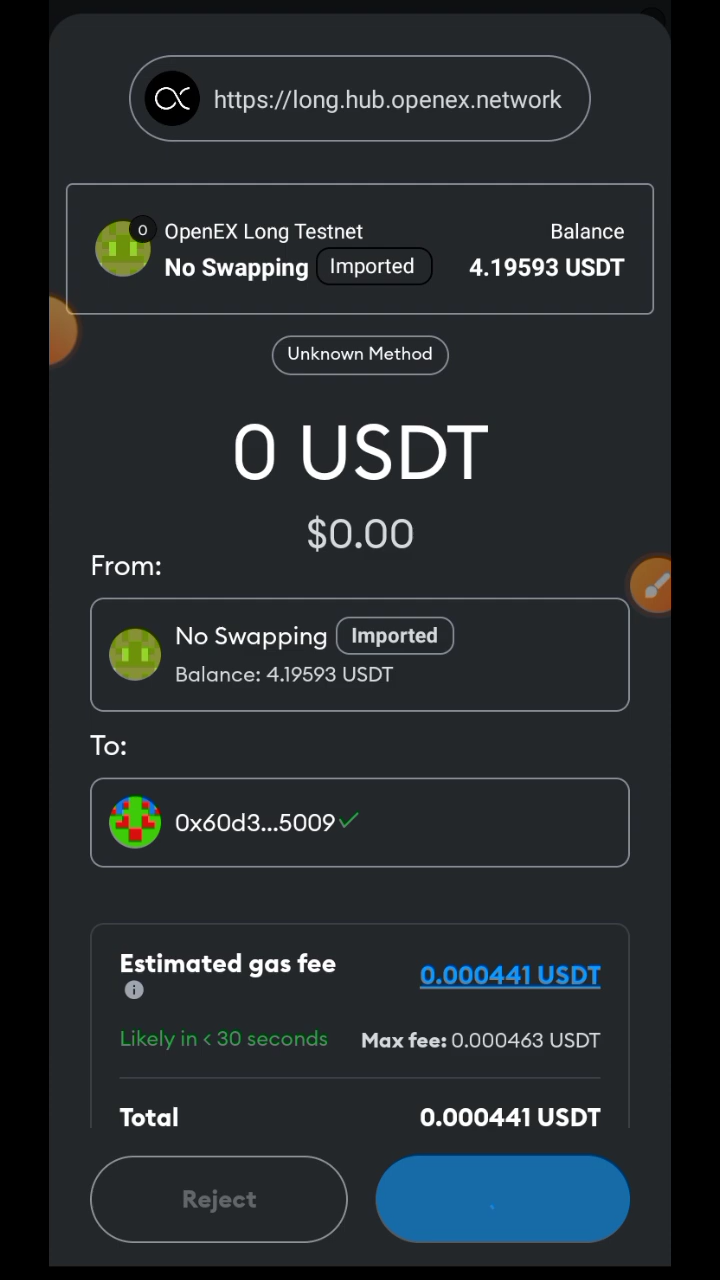 https://long.hub.openex.network
0 OpenEX Long Testnet Balance
No Swapping Imported 4.19593 USDT
Unknown Method
0 USDT
$0.00
From:
No Swapping Imported
Balance: 4.19593 USDT
To:
0x60d3...5009
Estimated gas fee 0.000441 USDT
Likely in < 30 seconds Max fee: 0.000463 USDT
Total 0.000441 USDT
Reject